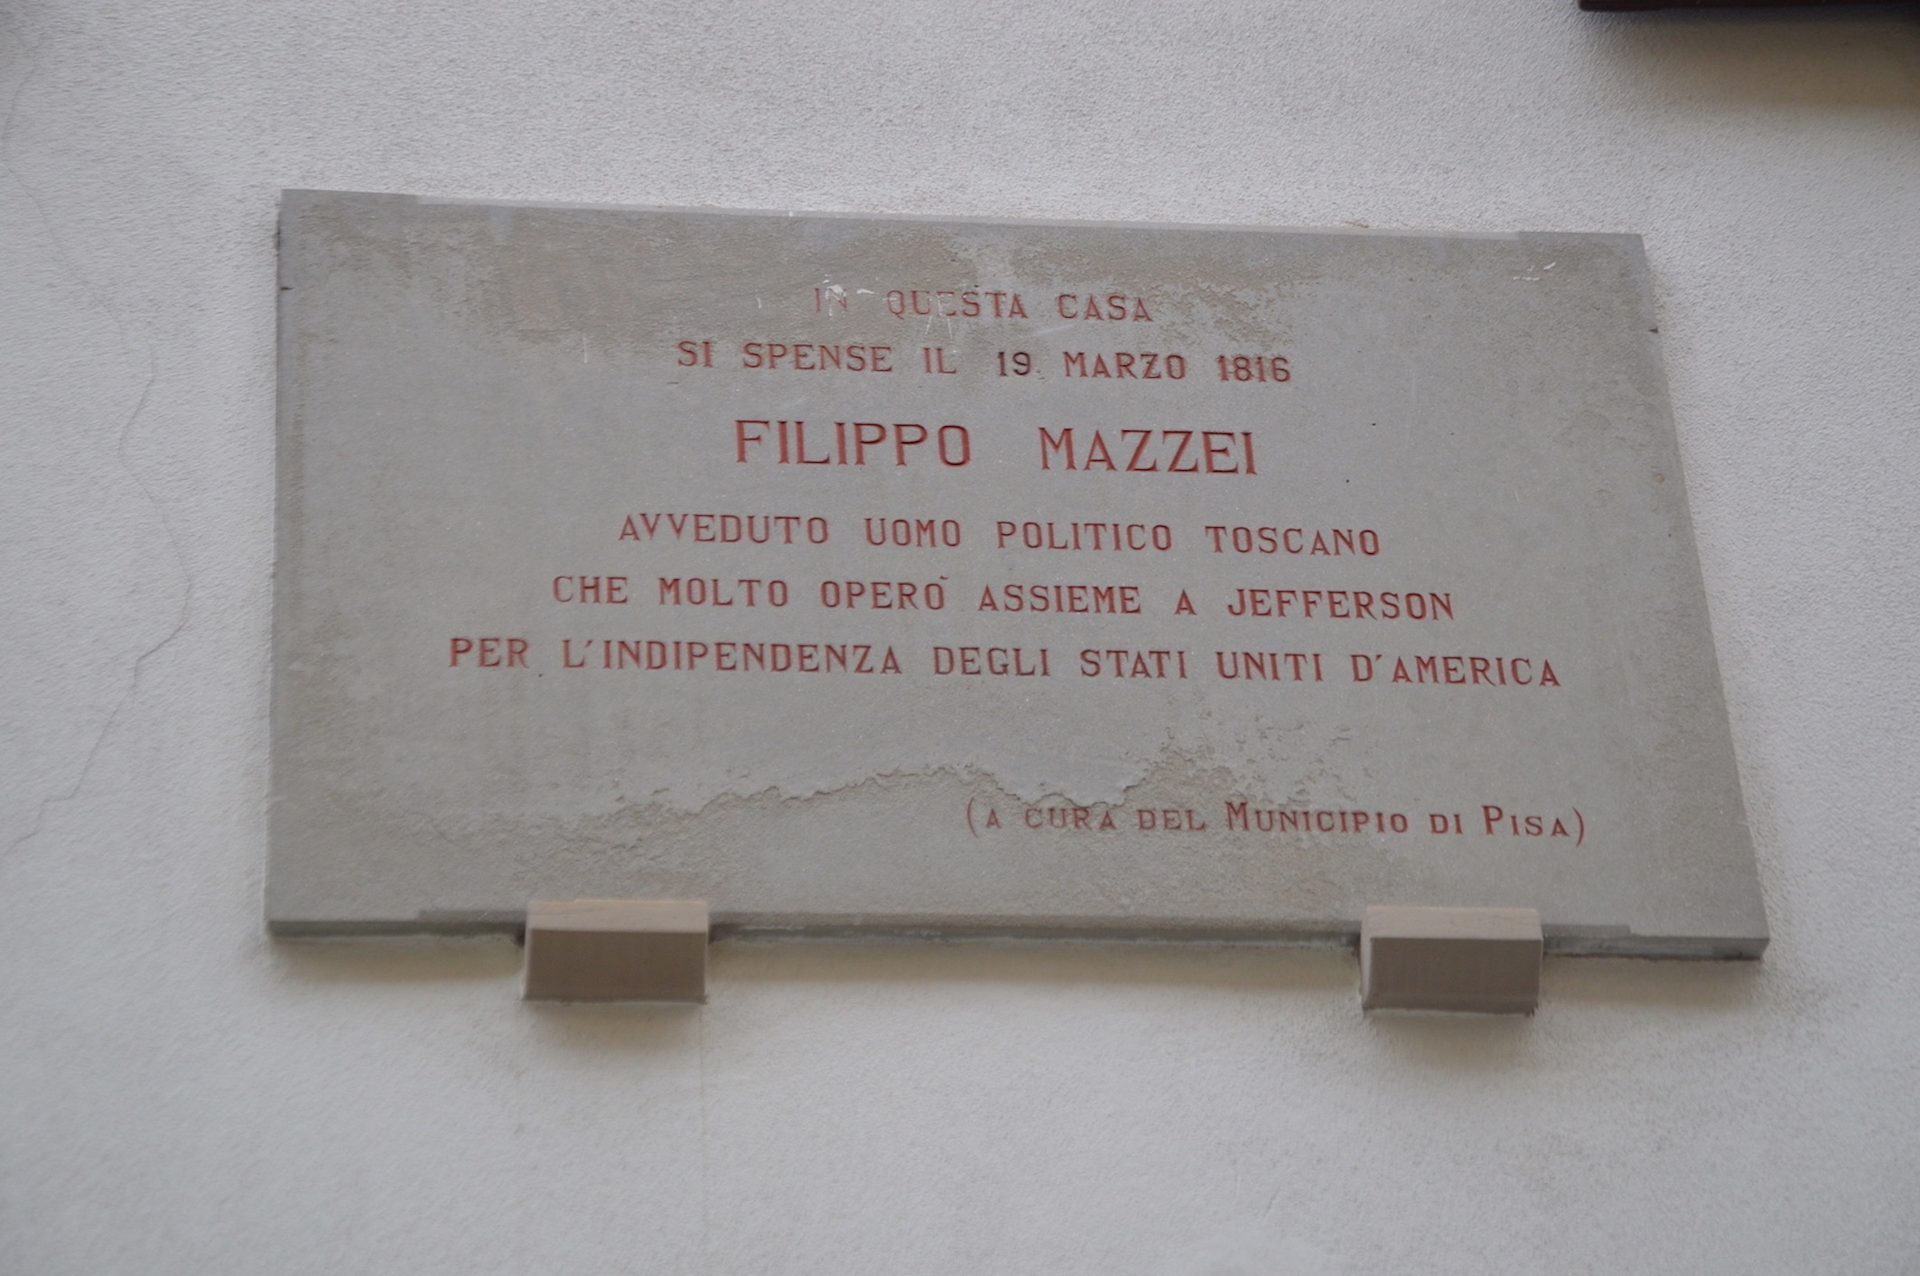 IN QUESTA CASA
SI SPENSE IL 19 MARZO 1816
FILIPPO MAZZEI
AVVEDUTO UOMO POLITICO TOSCANO
CHE MOLTO OPERÒ ASSIEME A JEFFERSON
PER L'INDIPENDENZA DEGLI STATI UNITI D'AMERICA
(A CURA DEL MUNICIPIO DI PISA)